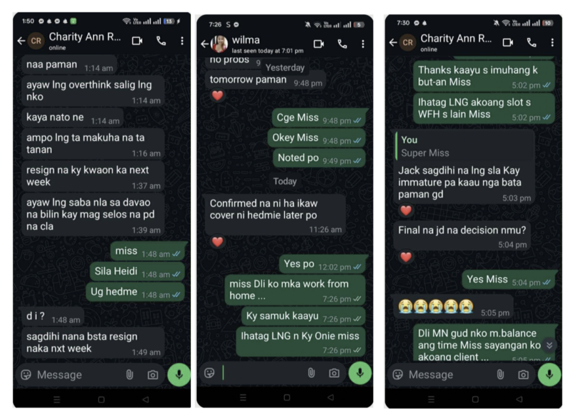 1:50
Charity Ann R...
online
naa paman
1:14 am
ayaw lng overthink salig lng
nko
1:14 am
kaya nato ne
1:14 am
ampo lng ta makuha na ta
tanan
1:16 am
resign na ky kwaon ka next
week
1:37 am
ayaw lng saba nla sa davao
na bilin kay mag selos na pd
na cla
1:39 am
miss 1:48 am
Sila Heidi 1:48 am
Ug hedme 1:48 am
d i ?
1:48 am
sagdihi nana bsta resign
naka nxt week
1:49 am
Message
7:26
wilma
last seen today at 7:01 pm
no probs
Yesterday
tomorrow paman 9:48 pm
Cge Miss 9:48 pm
Okey Miss 9:48 pm
Noted po 9:49 pm
Today
Confirmed na ni ha ikaw
cover ni hedmie later po
11:26 am
Yes po 12:02 pm
miss Dli ko mka work from
home ...
7:26 pm
Ky samuk kaayu 7:26 pm
Ihatag LNG n Ky Onie miss
7:26 pm
7:30
Charity Ann R...
online
Thanks kaayu s imuhang k
but-an Miss
5:02 pm
Ihatag LNG akoang slot s
WFH s lain Miss
5:02 pm
You
Super Miss
Jack sagdihi na lng sla Kay
immature pa kaau nga bata
paman gd
5:03 pm
Final na jd na decision nmu?
5:04 pm
Yes Miss 5:04 pm
😭😭😭😭😭 5:05 pm
Dli MN gud nko m.balance
ang time Miss sayangan ko
akoang client ...
5:05 pm
Message